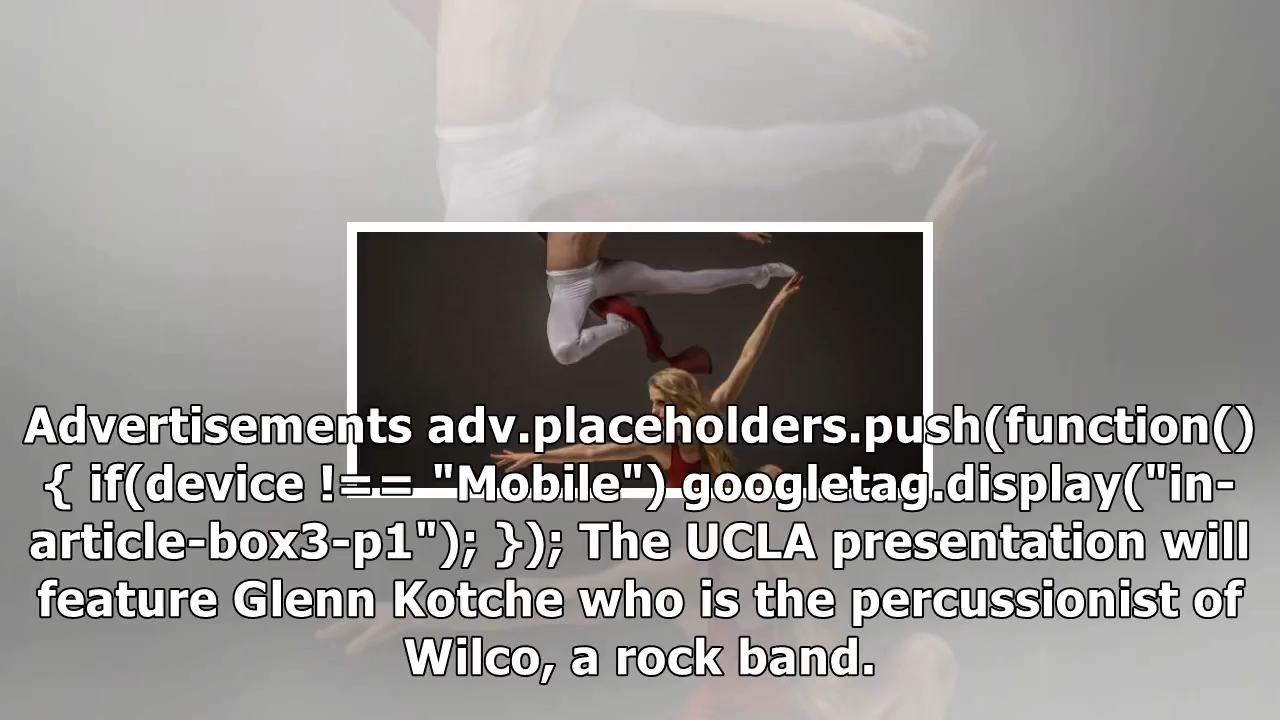 Advertisements adv.placeholders.push(function()
{ if(device !== "Mobile") googletag.display("in-
article-box3-p1"); }); The UCLA presentation will
feature Glenn Kotche who is the percussionist of
Wilco, a rock band.